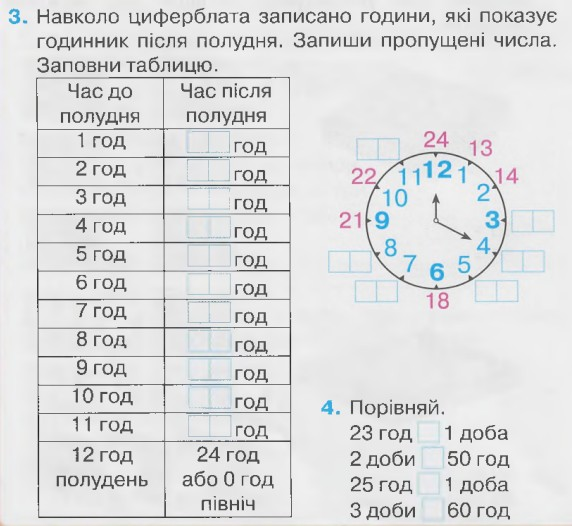 3. Навколо циферблата записано години, які показує
годинник після полудня. Запиши пропущені числа.
Заповни таблицю.
Час до полудня Час після полудня
1 год год
2 год год
3 год год
4 год год
5 год год
6 год год
7 год год
8 год год
9 год год
10 год год
11 год год
12 год 24 год
полудень або 0 год
північ
24
13
14
18
21
22
12
1
2
3
4
5
6
7
8
9
10
11
4. Порівняй.
23 год 1 доба
2 доби 50 год
25 год 1 доба
3 доби 60 год